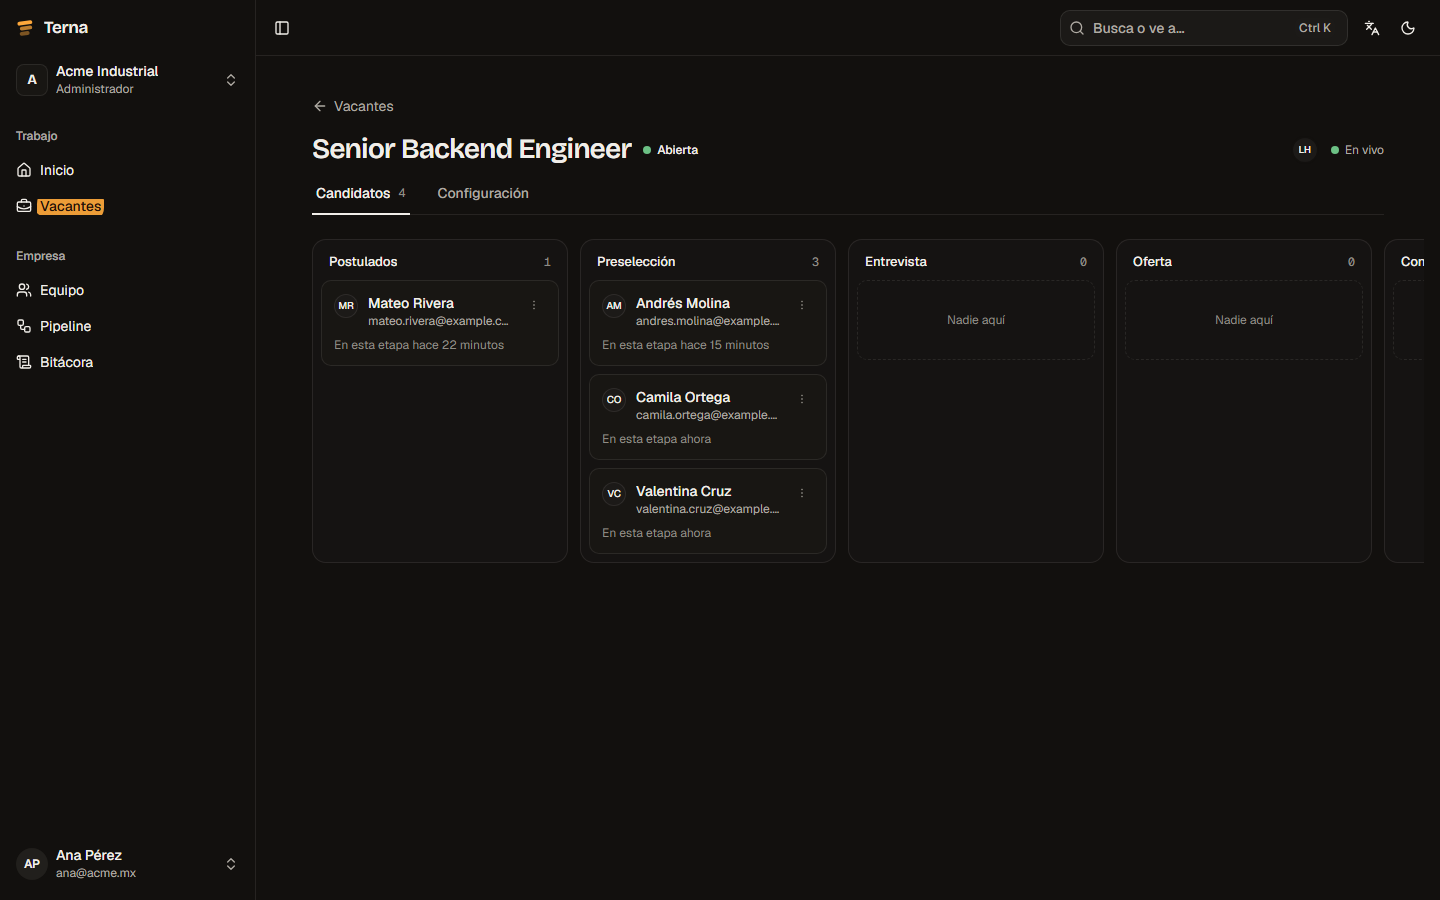 Terna
A
Acme Industrial
Administrador
Trabajo
Inicio
Vacantes
Empresa
Equipo
Pipeline
Bitácora
AP
Ana Pérez
ana@acme.mx
Busca o ve a...
Ctrl K
Vacantes
Senior Backend Engineer
Abierta
LH
En vivo
Candidatos 4
Configuración
Postulados 1
MR
Mateo Rivera
mateo.rivera@example.c...
En esta etapa hace 22 minutos
Preselección 3
AM
Andrés Molina
andres.molina@example....
En esta etapa hace 15 minutos
CO
Camila Ortega
camila.ortega@example....
En esta etapa ahora
VC
Valentina Cruz
valentina.cruz@example....
En esta etapa ahora
Entrevista 0
Nadie aquí
Oferta 0
Nadie aquí
Con